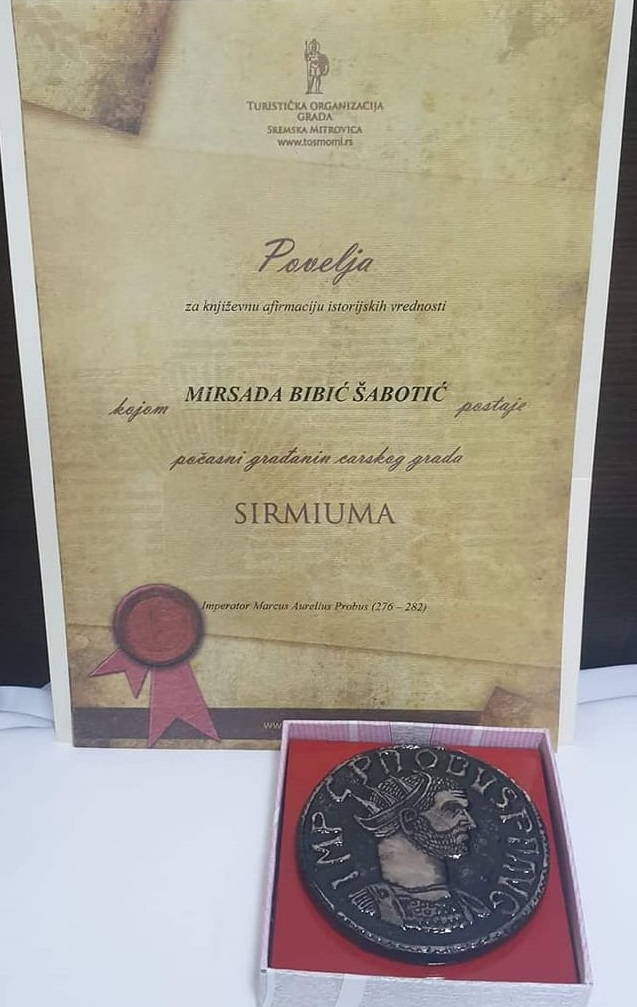 TURISTIČKA ORGANIZACIJA
GRADA
SREMSKA MITROVICA
www.tosmomi.rs
Povelja
za književnu afirmaciju istorijskih vrednosti
kojom MIRSADA BIBIĆ ŠABOTIĆ postaje
počasni građanin carskog grada
SIRMIUMA
Imperator Marcus Aurelius Probus (276 – 282)
IMP C PROBVS P F AVG